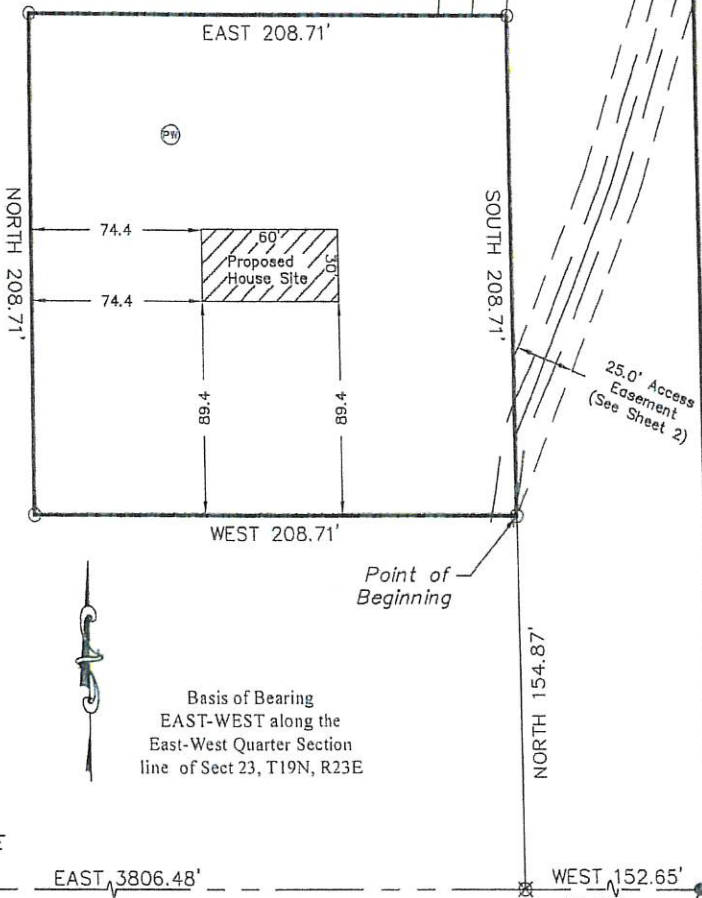 EAST 208.71'
PW
NORTH 208.71'
SOUTH 208.71'
74.4
60'
Proposed
House Site
30'
74.4
25.0' Access
Easement
(See Sheet 2)
89.4
89.4
WEST 208.71'
Point of
Beginning
NORTH 154.87'
Basis of Bearing
EAST-WEST along the
East-West Quarter Section
line of Sect 23, T19N, R23E
EAST 3806.48'
WEST 152.65'